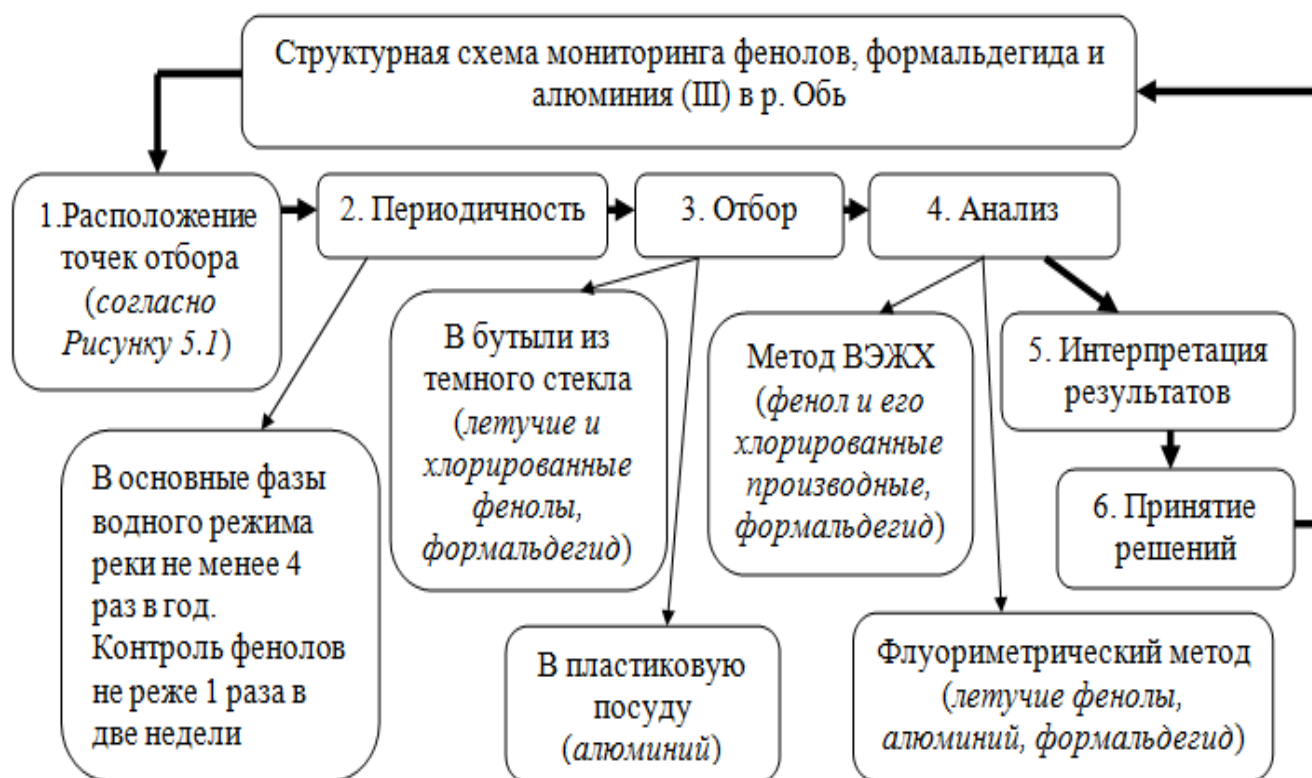 Структурная схема мониторинга фенолов, формальдегида и
алюминия (III) в р. Обь
1.Расположение
точек отбора
(согласно
Рисунку 5.1)
2. Периодичность
3. Отбор
4. Анализ
В основные фазы
водного режима
реки не менее 4
раз в год.
Контроль фенолов
не реже 1 раза в
две недели
В бутыли из
темного стекла
(летучие и
хлорированные
фенолы,
формальдегид)
В пластиковую
посуду
(алюминий)
Метод ВЭЖХ
(фенол и его
хлорированные
производные,
формальдегид)
Флуориметрический метод
(летучие фенолы,
алюминий, формальдегид)
5. Интерпретация
результатов
6. Принятие
решений